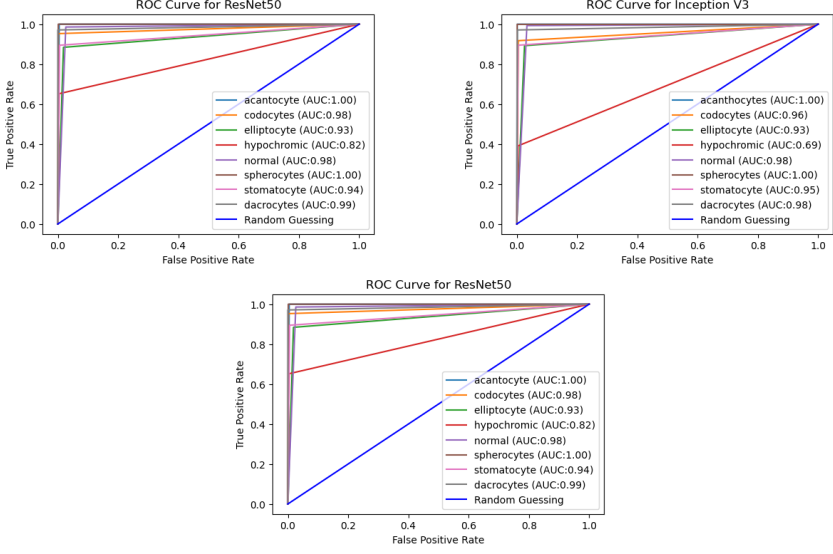 ROC Curve for ResNet50
True Positive Rate
1.0
0.8
0.6
0.4
0.2
0.0
acantocyte (AUC:1.00)
codocytes (AUC:0.98)
elliptocyte (AUC:0.93)
hypochromic (AUC:0.82)
normal (AUC:0.98)
spherocytes (AUC:1.00)
stomatocyte (AUC:0.94)
dacrocytes (AUC:0.99)
Random Guessing
0.0 0.2 0.4 0.6 0.8 1.0
False Positive Rate
ROC Curve for Inception V3
True Positive Rate
1.0
0.8
0.6
0.4
0.2
0.0
acanthocytes (AUC:1.00)
codocytes (AUC:0.96)
elliptocyte (AUC:0.93)
hypochromic (AUC:0.69)
normal (AUC:0.98)
spherocytes (AUC:1.00)
stomatocyte (AUC:0.95)
dacrocytes (AUC:0.98)
Random Guessing
0.0 0.2 0.4 0.6 0.8 1.0
False Positive Rate
ROC Curve for ResNet50
True Positive Rate
1.0
0.8
0.6
0.4
0.2
0.0
acantocyte (AUC:1.00)
codocytes (AUC:0.98)
elliptocyte (AUC:0.93)
hypochromic (AUC:0.82)
normal (AUC:0.98)
spherocytes (AUC:1.00)
stomatocyte (AUC:0.94)
dacrocytes (AUC:0.99)
Random Guessing
0.0 0.2 0.4 0.6 0.8 1.0
False Positive Rate